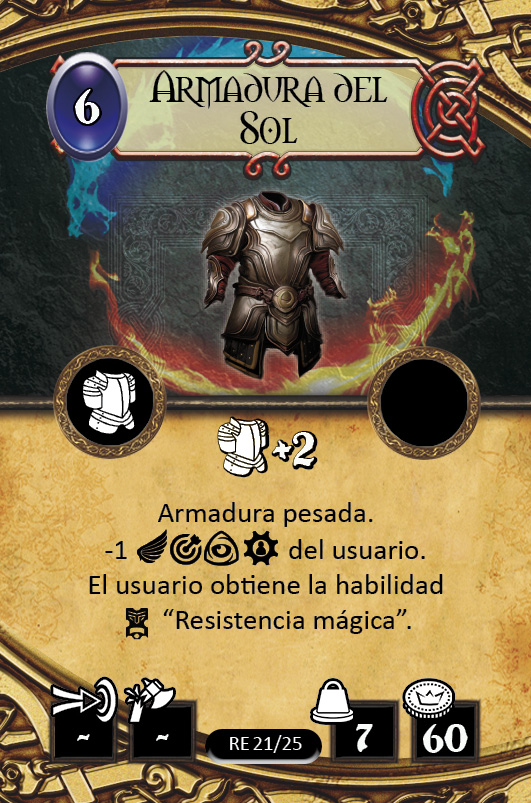 6
ARMADURA DEL
SOL
+2
Armadura pesada.
-1 del usuario.
El usuario obtiene la habilidad
“Resistencia mágica”.
~ ~ RE 21/25 7 60